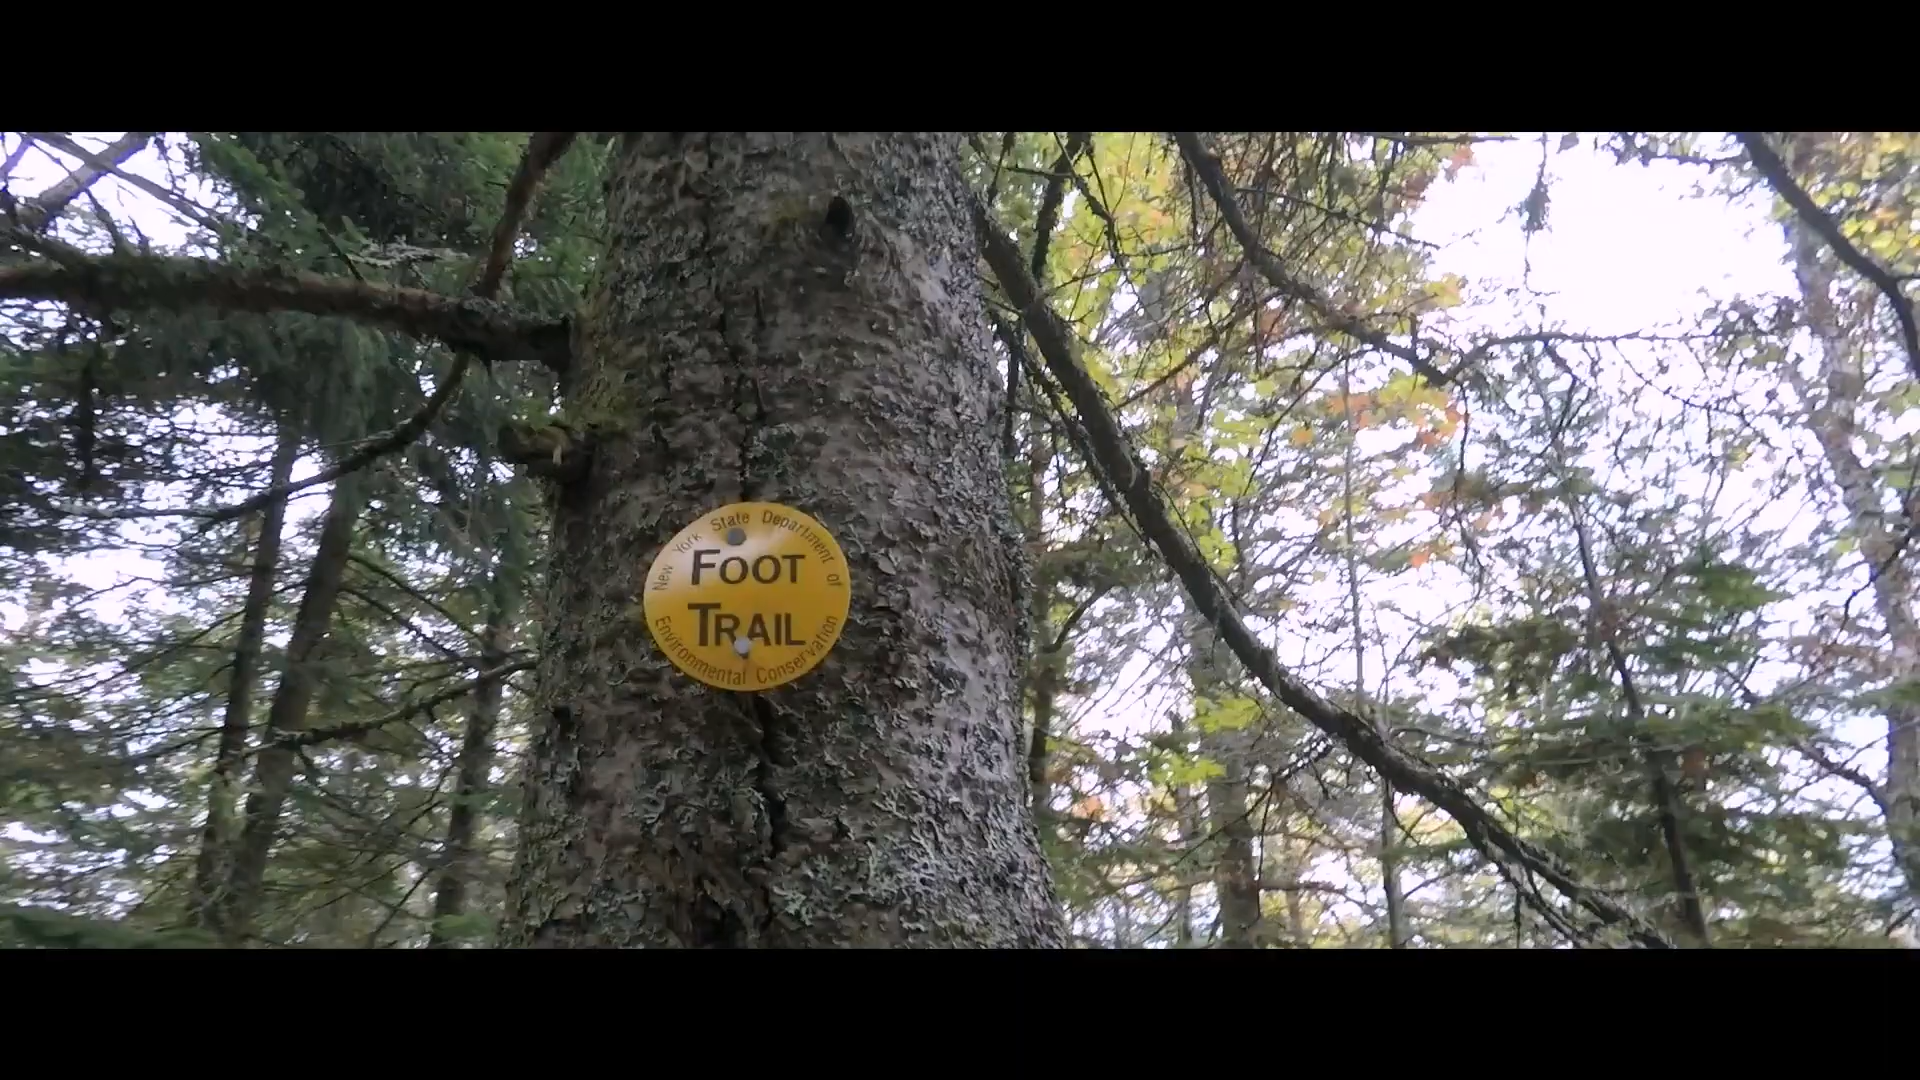 New York State Department of
FOOT
TRAIL
Environmental Conservation